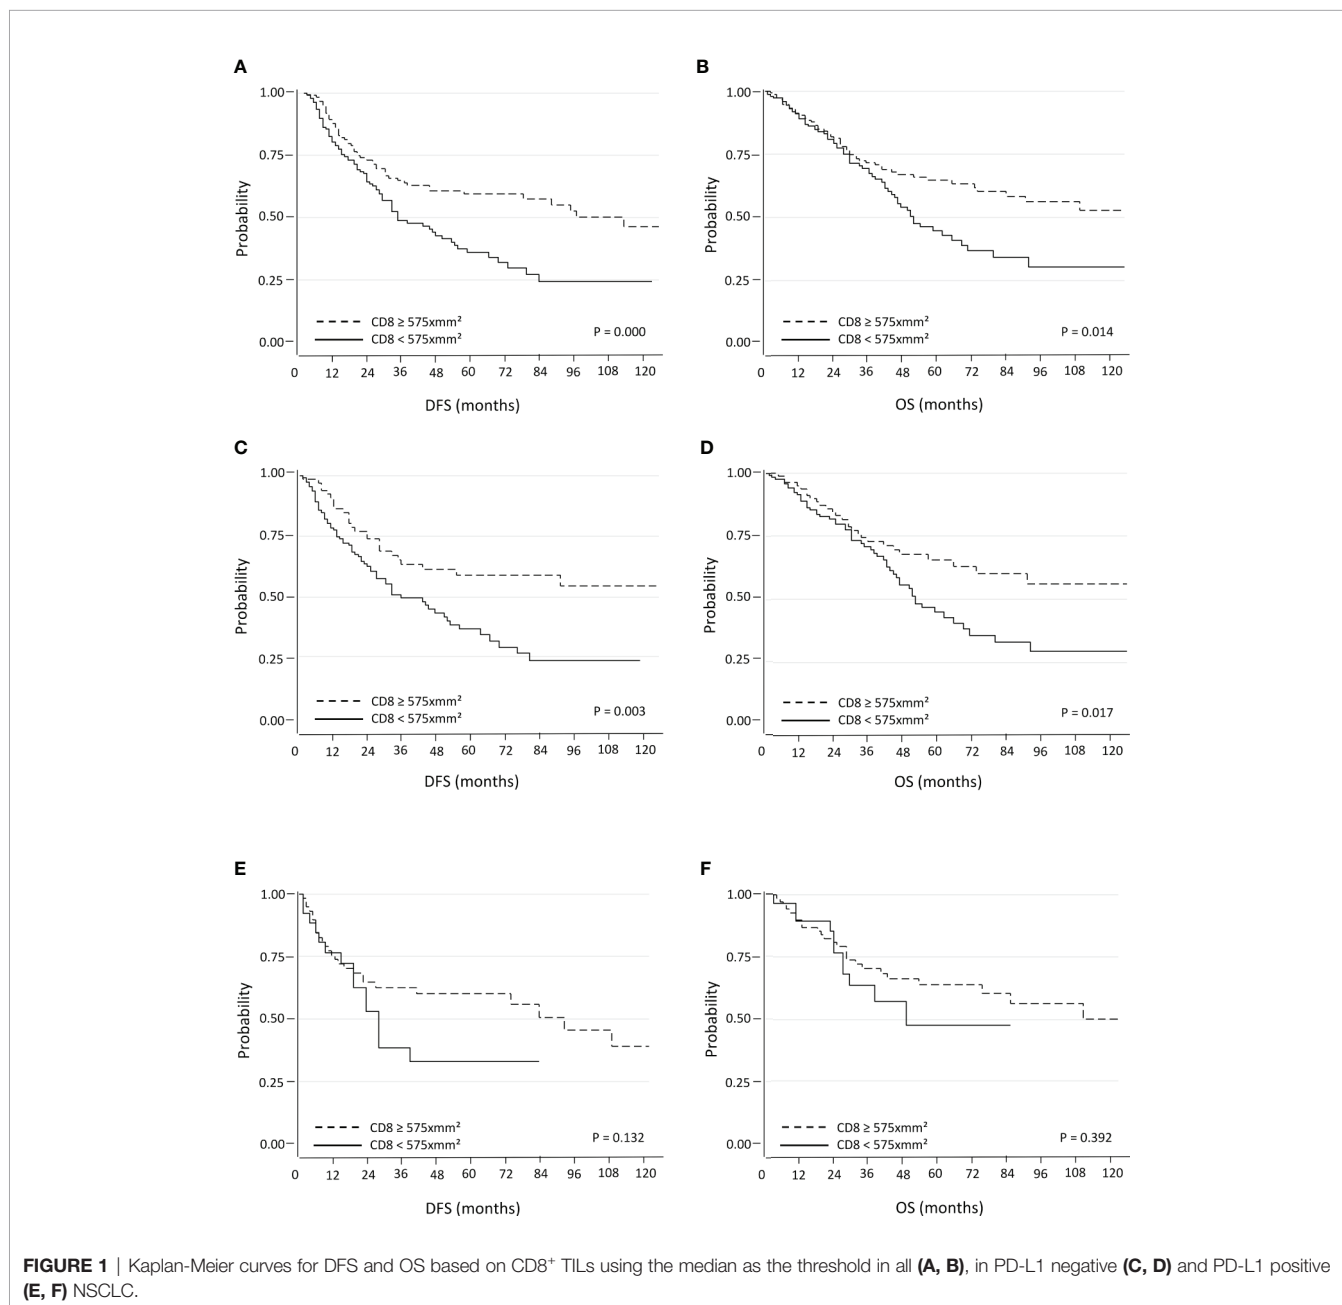 A
1.00
0.75
0.50
0.25
0.00
Probability
CD8 ≥ 575xmm²
CD8 < 575xmm²
P = 0.000
0 12 24 36 48 60 72 84 96 108 120
DFS (months)
B
1.00
0.75
0.50
0.25
0.00
Probability
CD8 ≥ 575xmm²
CD8 < 575xmm²
P = 0.014
0 12 24 36 48 60 72 84 96 108 120
OS (months)
C
1.00
0.75
0.50
0.25
0.00
Probability
CD8 ≥ 575xmm²
CD8 < 575xmm²
P = 0.003
0 12 24 36 48 60 72 84 96 108 120
DFS (months)
D
1.00
0.75
0.50
0.25
0.00
Probability
CD8 ≥ 575xmm²
CD8 < 575xmm²
P = 0.017
0 12 24 36 48 60 72 84 96 108 120
OS (months)
E
1.00
0.75
0.50
0.25
0.00
Probability
CD8 ≥ 575xmm²
CD8 < 575xmm²
P = 0.132
0 12 24 36 48 60 72 84 96 108 120
DFS (months)
F
1.00
0.75
0.50
0.25
0.00
Probability
CD8 ≥ 575xmm²
CD8 < 575xmm²
P = 0.392
0 12 24 36 48 60 72 84 96 108 120
OS (months)
FIGURE 1 | Kaplan-Meier curves for DFS and OS based on CD8⁺ TILs using the median as the threshold in all (A, B), in PD-L1 negative (C, D) and PD-L1 positive
(E, F) NSCLC.